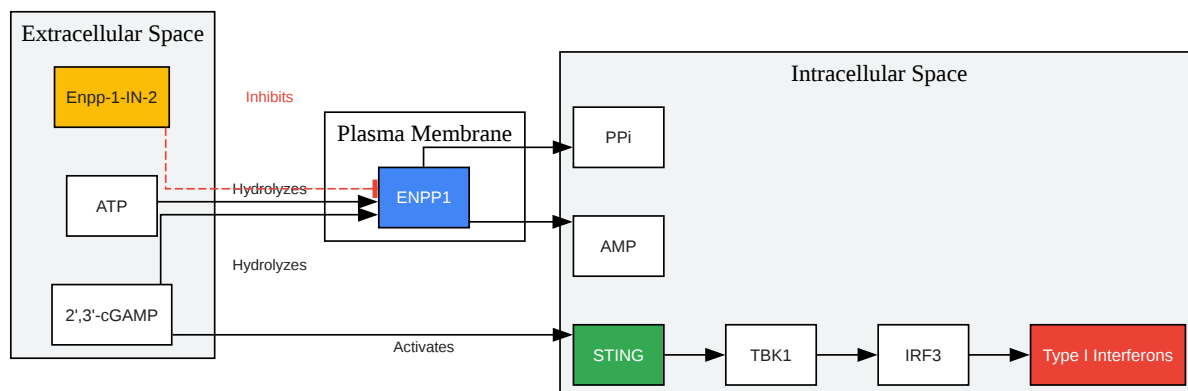 Extracellular Space
Enpp-1-IN-2
ATP
2',3'-cGAMP
Inhibits
Hydrolyzes
Hydrolyzes
Activates
Plasma Membrane
ENPP1
Intracellular Space
PPi
AMP
STING
TBK1
IRF3
Type I Interferons